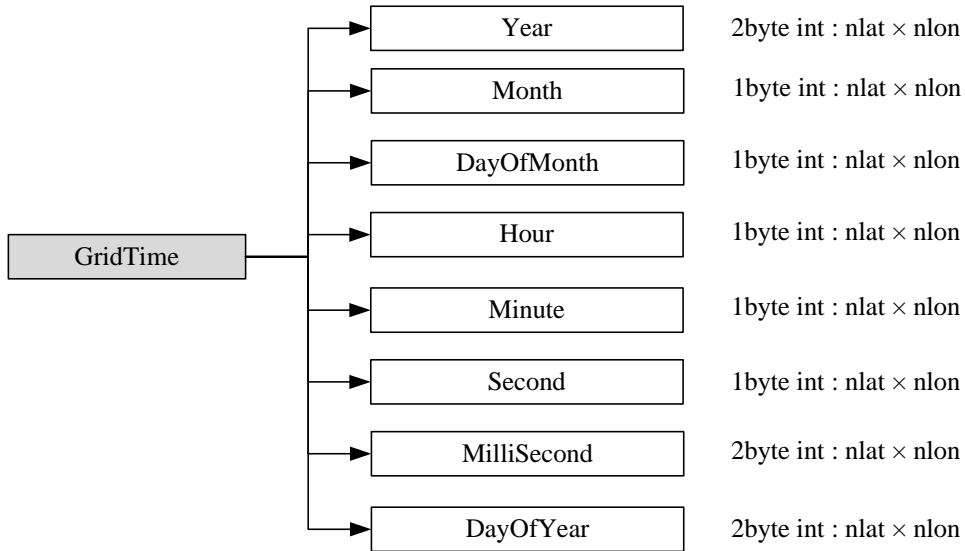 Year 2byte int : nlat × nlon
Month 1byte int : nlat × nlon
DayOfMonth 1byte int : nlat × nlon
Hour 1byte int : nlat × nlon
GridTime
Minute 1byte int : nlat × nlon
Second 1byte int : nlat × nlon
MilliSecond 2byte int : nlat × nlon
DayOfYear 2byte int : nlat × nlon